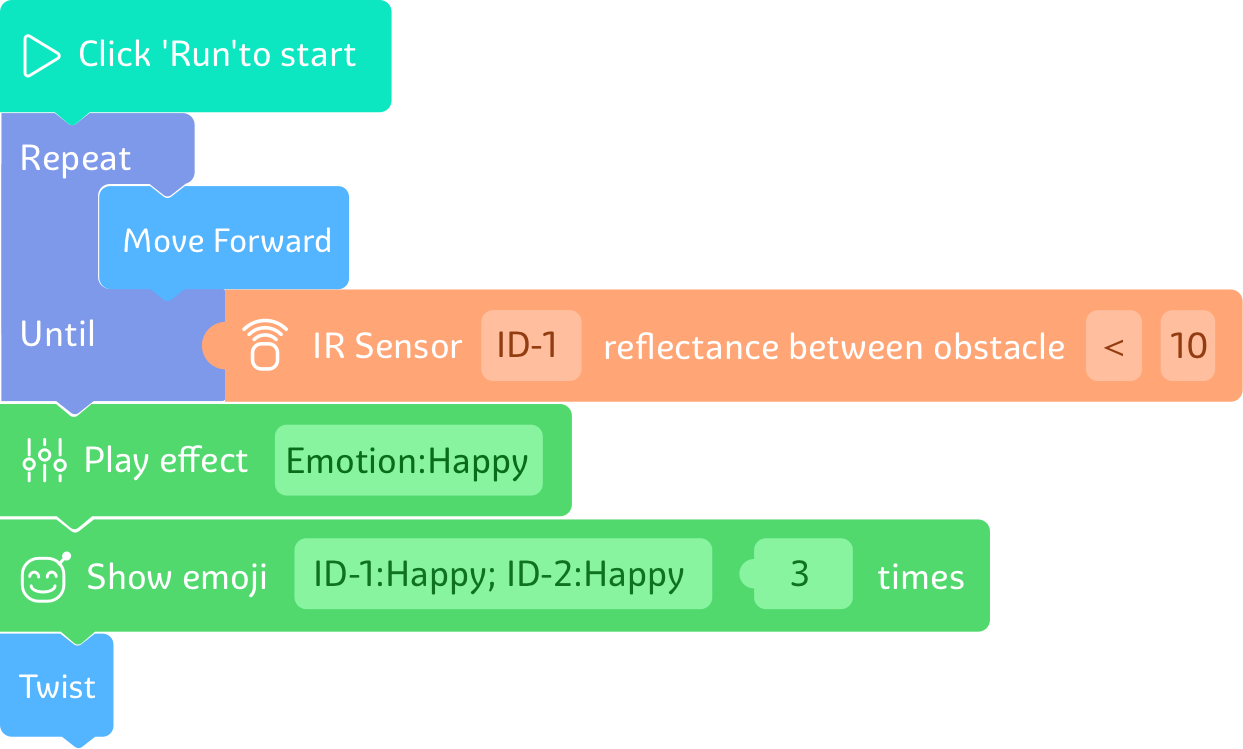 Click 'Run'to start
Repeat
Move Forward
Until IR Sensor ID-1 reflectance between obstacle < 10
Play effect Emotion:Happy
Show emoji ID-1:Happy; ID-2:Happy 3 times
Twist